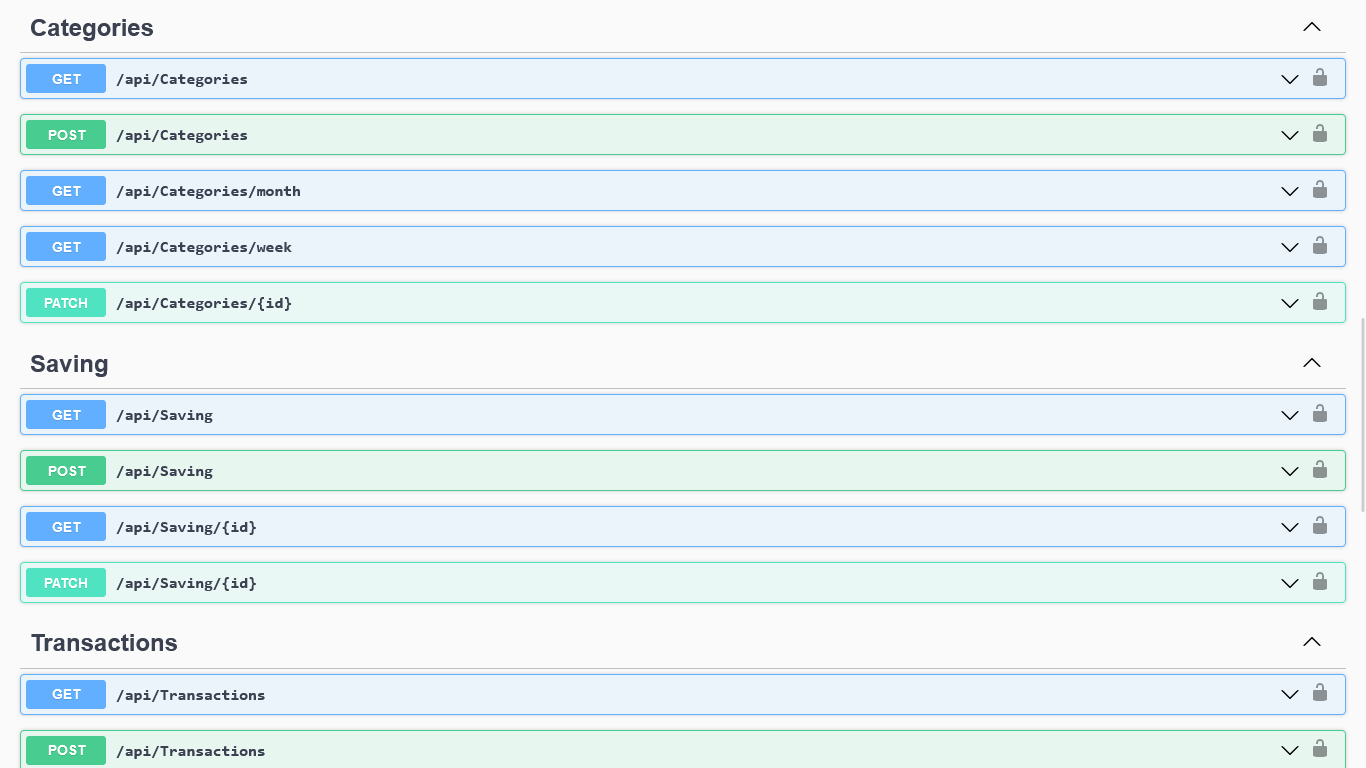 Categories
GET /api/Categories
POST /api/Categories
GET /api/Categories/month
GET /api/Categories/week
PATCH /api/Categories/{id}
Saving
GET /api/Saving
POST /api/Saving
GET /api/Saving/{id}
PATCH /api/Saving/{id}
Transactions
GET /api/Transactions
POST /api/Transactions